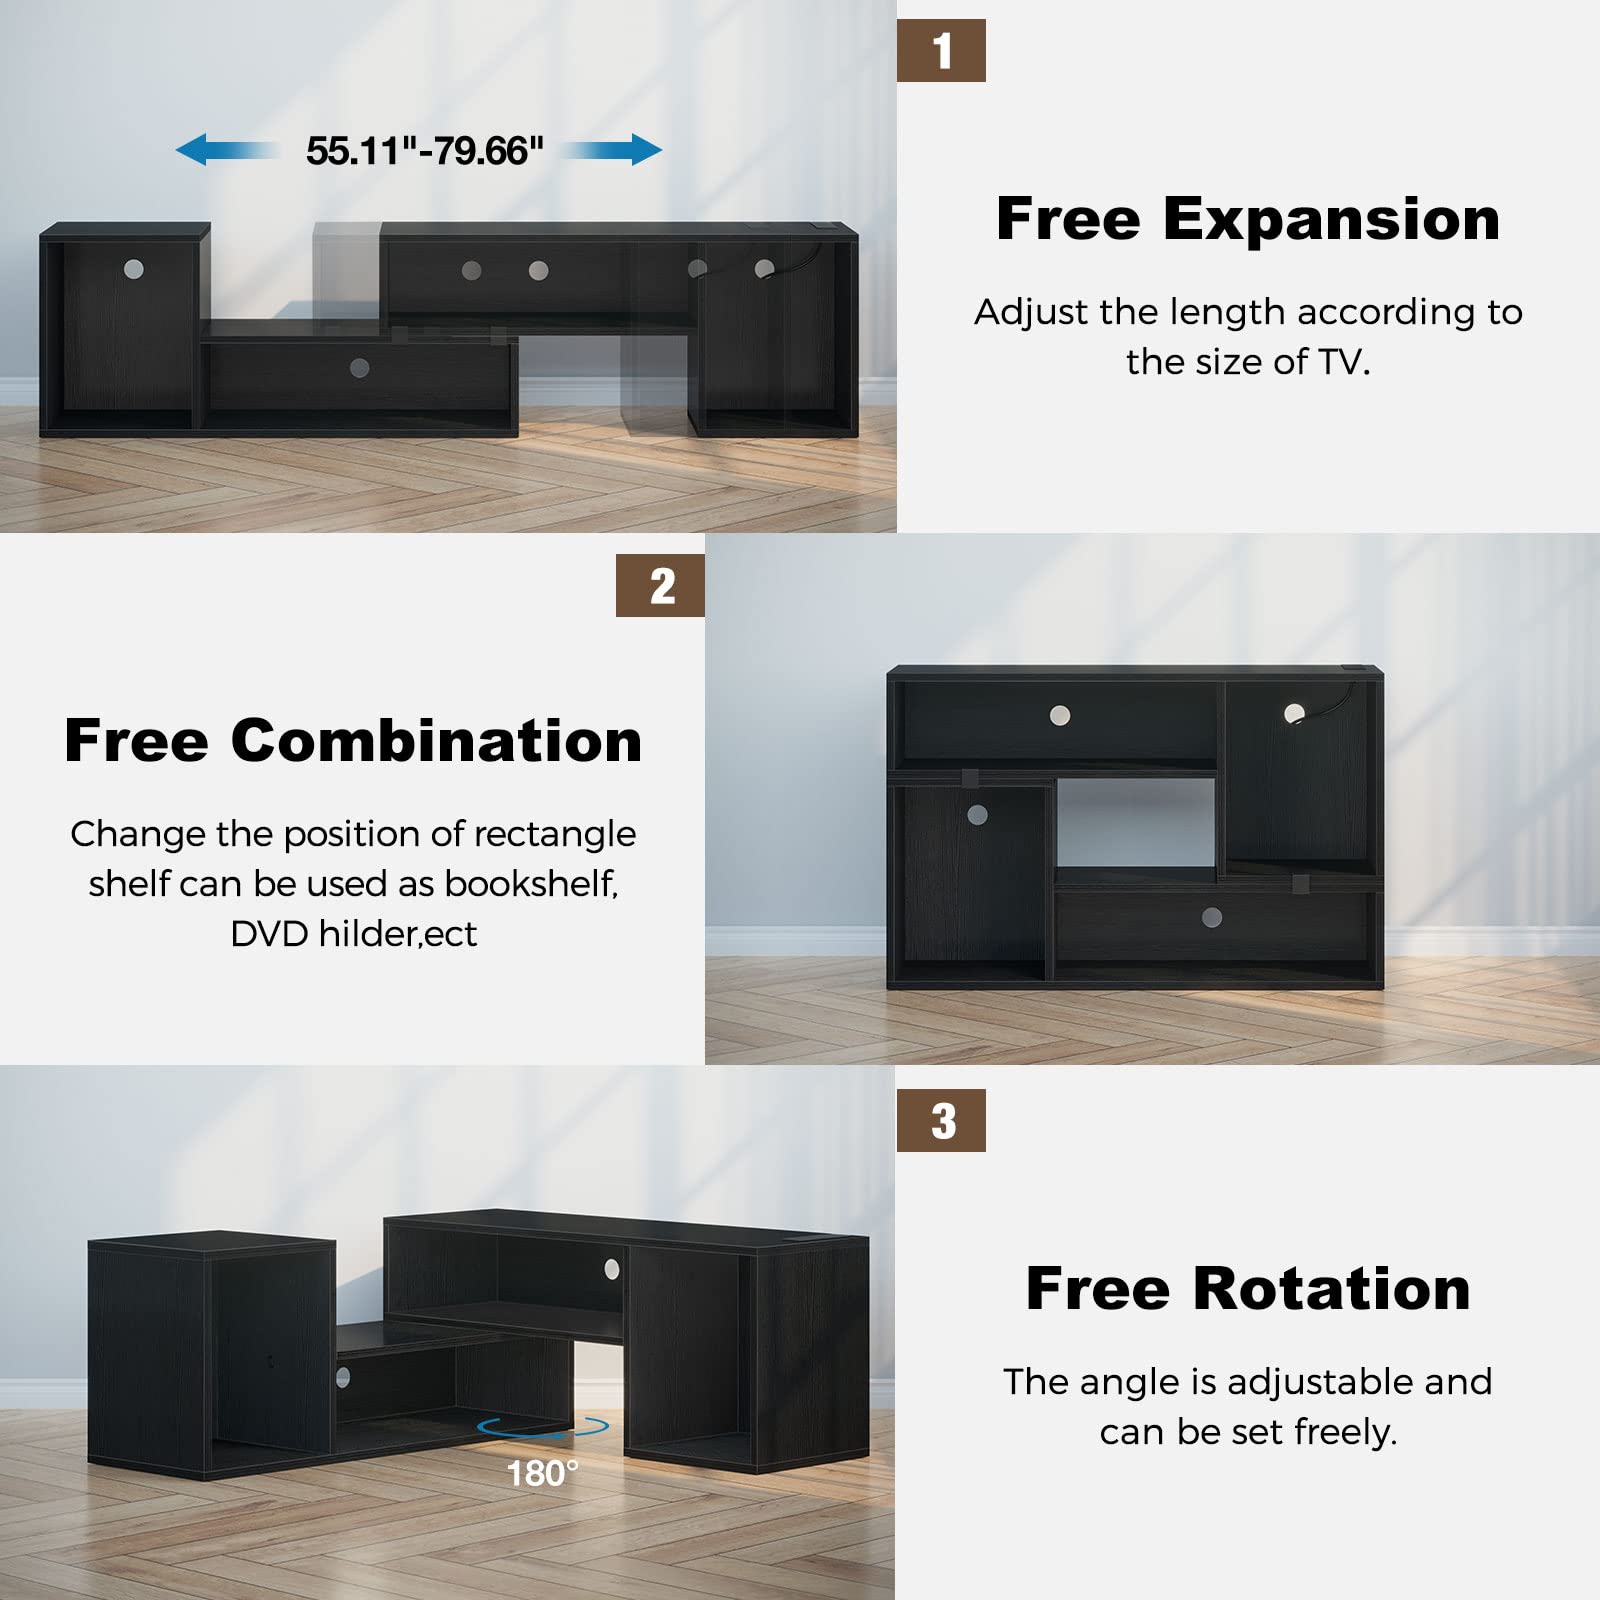 1
55.11"-79.66"
Free Expansion
Adjust the length according to
the size of TV.
2
Free Combination
Change the position of rectangle
shelf can be used as bookshelf,
DVD hilder,ect
3
Free Rotation
The angle is adjustable and
can be set freely.
180°